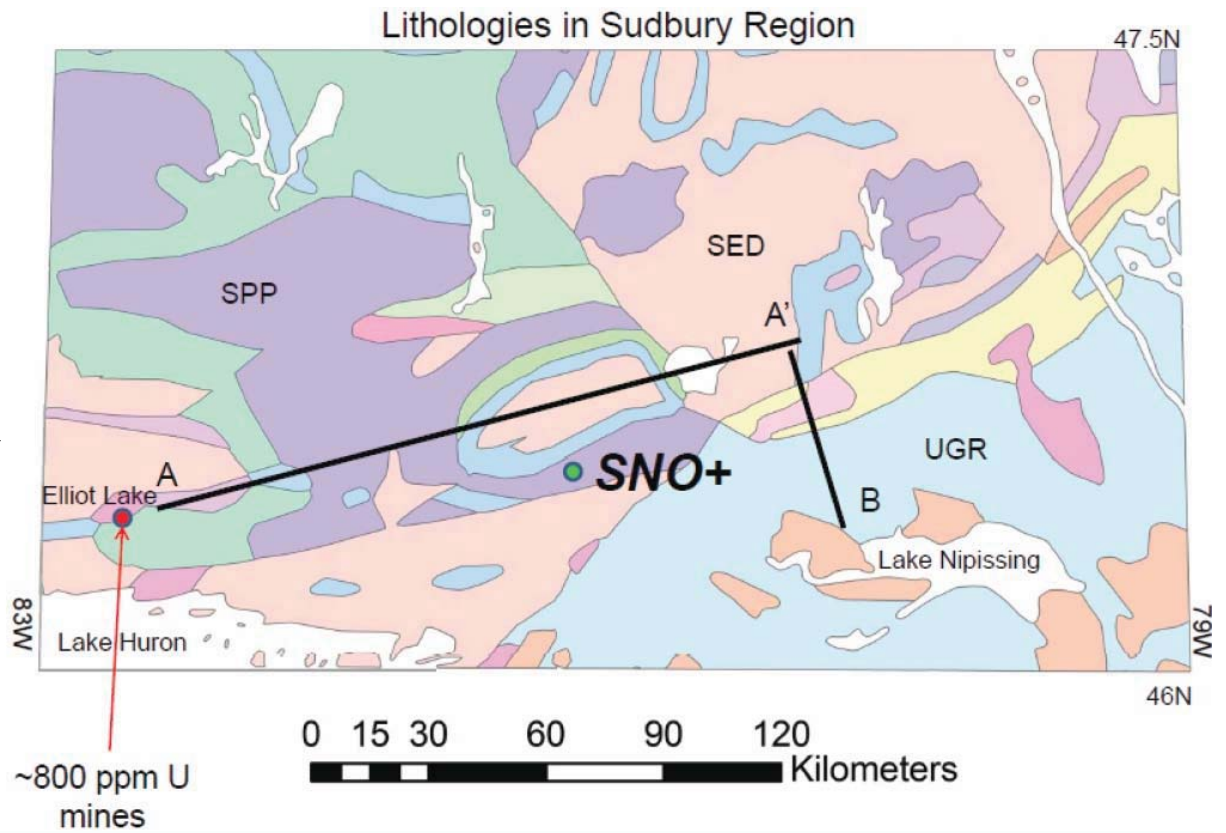 Lithologies in Sudbury Region
47.5N
SED
SPP
A'
A
SNO+
UGR
Elliot Lake
B
Lake Nipissing
83W
79W
Lake Huron
46N
0 15 30 60 90 120
Kilometers
~800 ppm U
mines